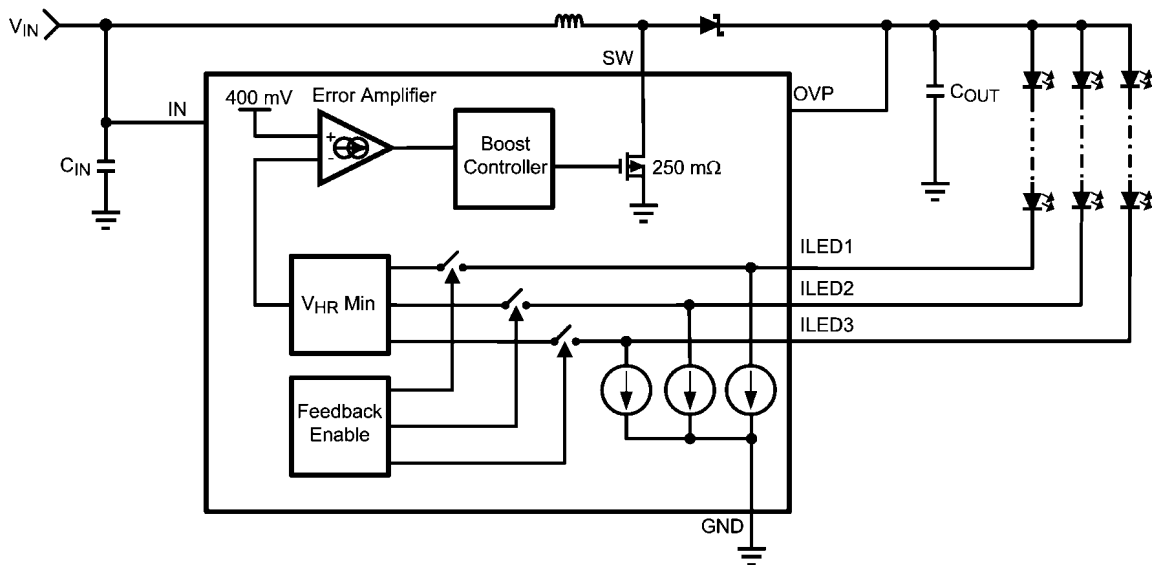 VIN
SW
OVP
COUT
IN
400 mV
Error Amplifier
+
-
Boost
Controller
250 mΩ
CIN
ILED1
ILED2
ILED3
VHR Min
Feedback
Enable
GND